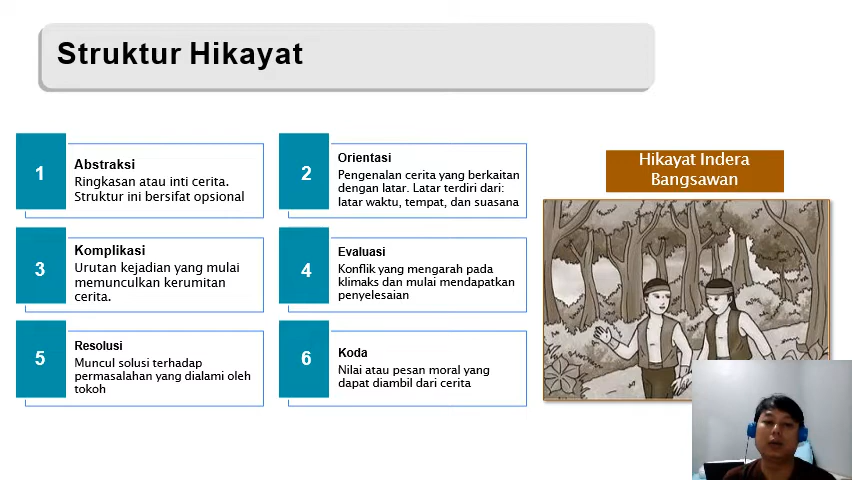 Struktur Hikayat
1
Abstraksi
Ringkasan atau inti cerita.
Struktur ini bersifat opsional
2
Orientasi
Pengenalan cerita yang berkaitan
dengan latar. Latar terdiri dari:
latar waktu, tempat, dan suasana
3
Komplikasi
Urutan kejadian yang mulai
memunculkan kerumitan
cerita.
4
Evaluasi
Konflik yang mengarah pada
klimaks dan mulai mendapatkan
penyelesaian
5
Resolusi
Muncul solusi terhadap
permasalahan yang dialami oleh
tokoh
6
Koda
Nilai atau pesan moral yang
dapat diambil dari cerita
Hikayat Indera
Bangsawan